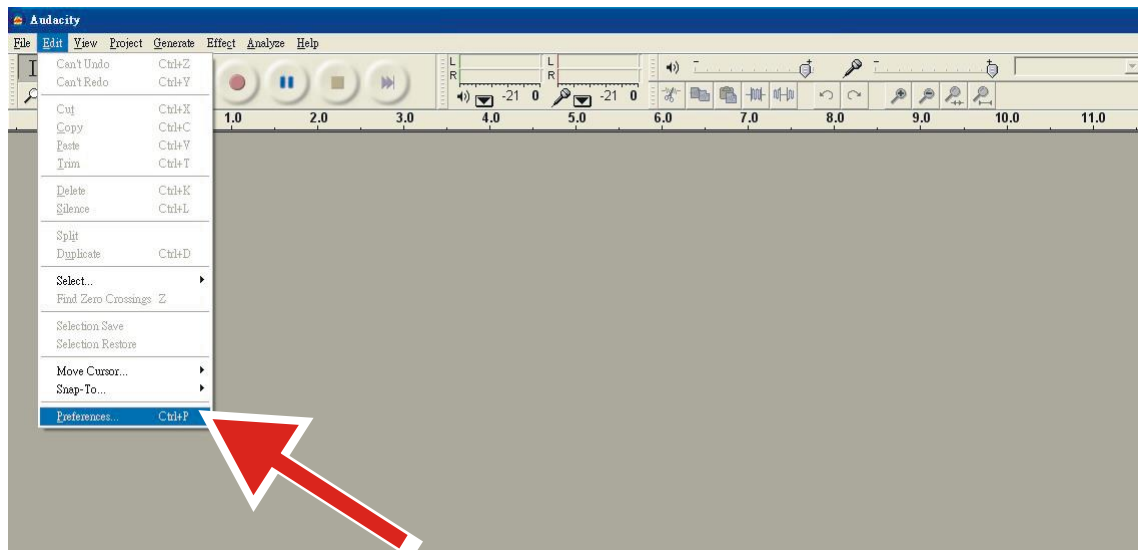 Audacity
File Edit View Project Generate Effect Analyze Help
Can't Undo Ctrl+Z
Can't Redo Ctrl+Y
Cut Ctrl+X
Copy Ctrl+C
Paste Ctrl+V
Trim Ctrl+T
Delete Ctrl+K
Silence Ctrl+L
Split
Duplicate Ctrl+D
Select...
Find Zero Crossings Z
Selection Save
Selection Restore
Move Cursor...
Snap-To...
Preferences... Ctrl+P
L L
R R
-21 0 -21 0
1.0 2.0 3.0 4.0 5.0 6.0 7.0 8.0 9.0 10.0 11.0